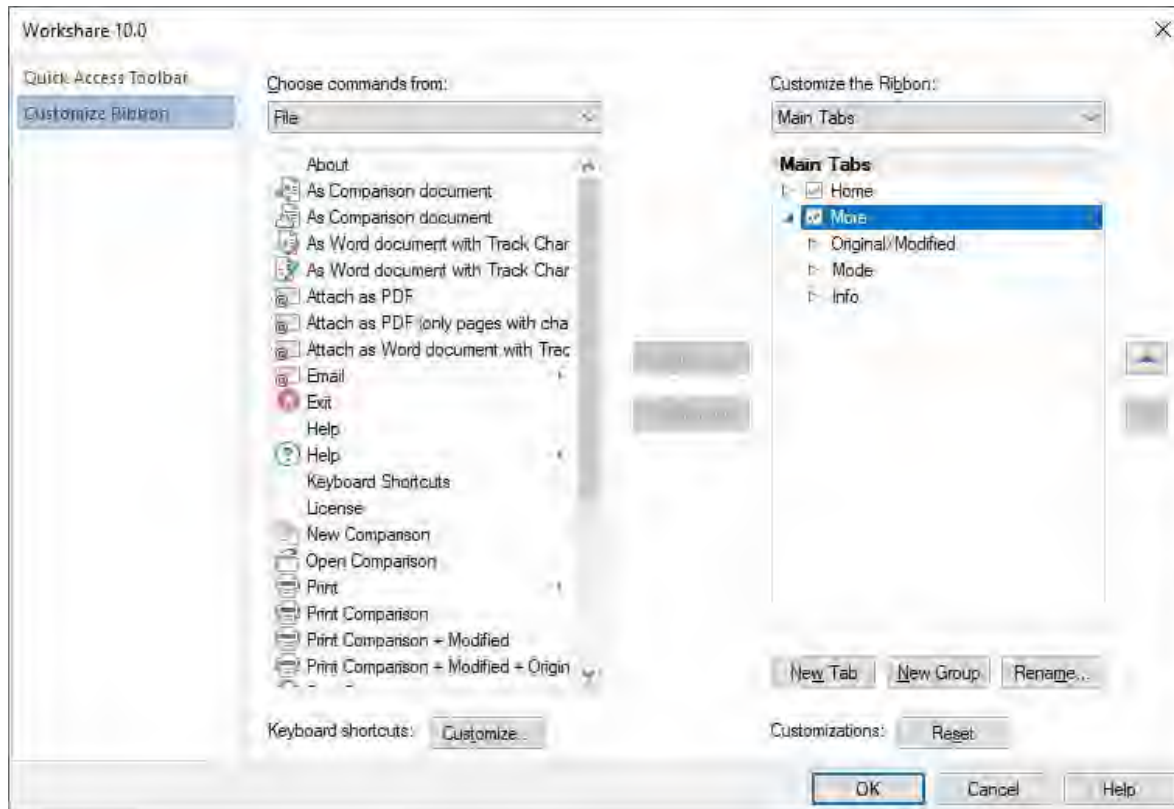 Workshare 10.0
Quick Access Toolbar
Customize Ribbon
Choose commands from:
File
About
As Comparison document
As Comparison document
As Word document with Track Char
As Word document with Track Char
Attach as PDF
Attach as PDF (only pages with cha
Attach as Word document with Trac
Email
Exit
Help
Help
Keyboard Shortcuts
License
New Comparison
Open Comparison
Print
Print Comparison
Print Comparison + Modified
Print Comparison + Modified + Origin
Keyboard shortcuts:
Customize...
Customize the Ribbon:
Main Tabs
Main Tabs
Home
More
Original/Modified
Mode
Info
New Tab
New Group
Rename...
Customizations:
Reset
OK
Cancel
Help